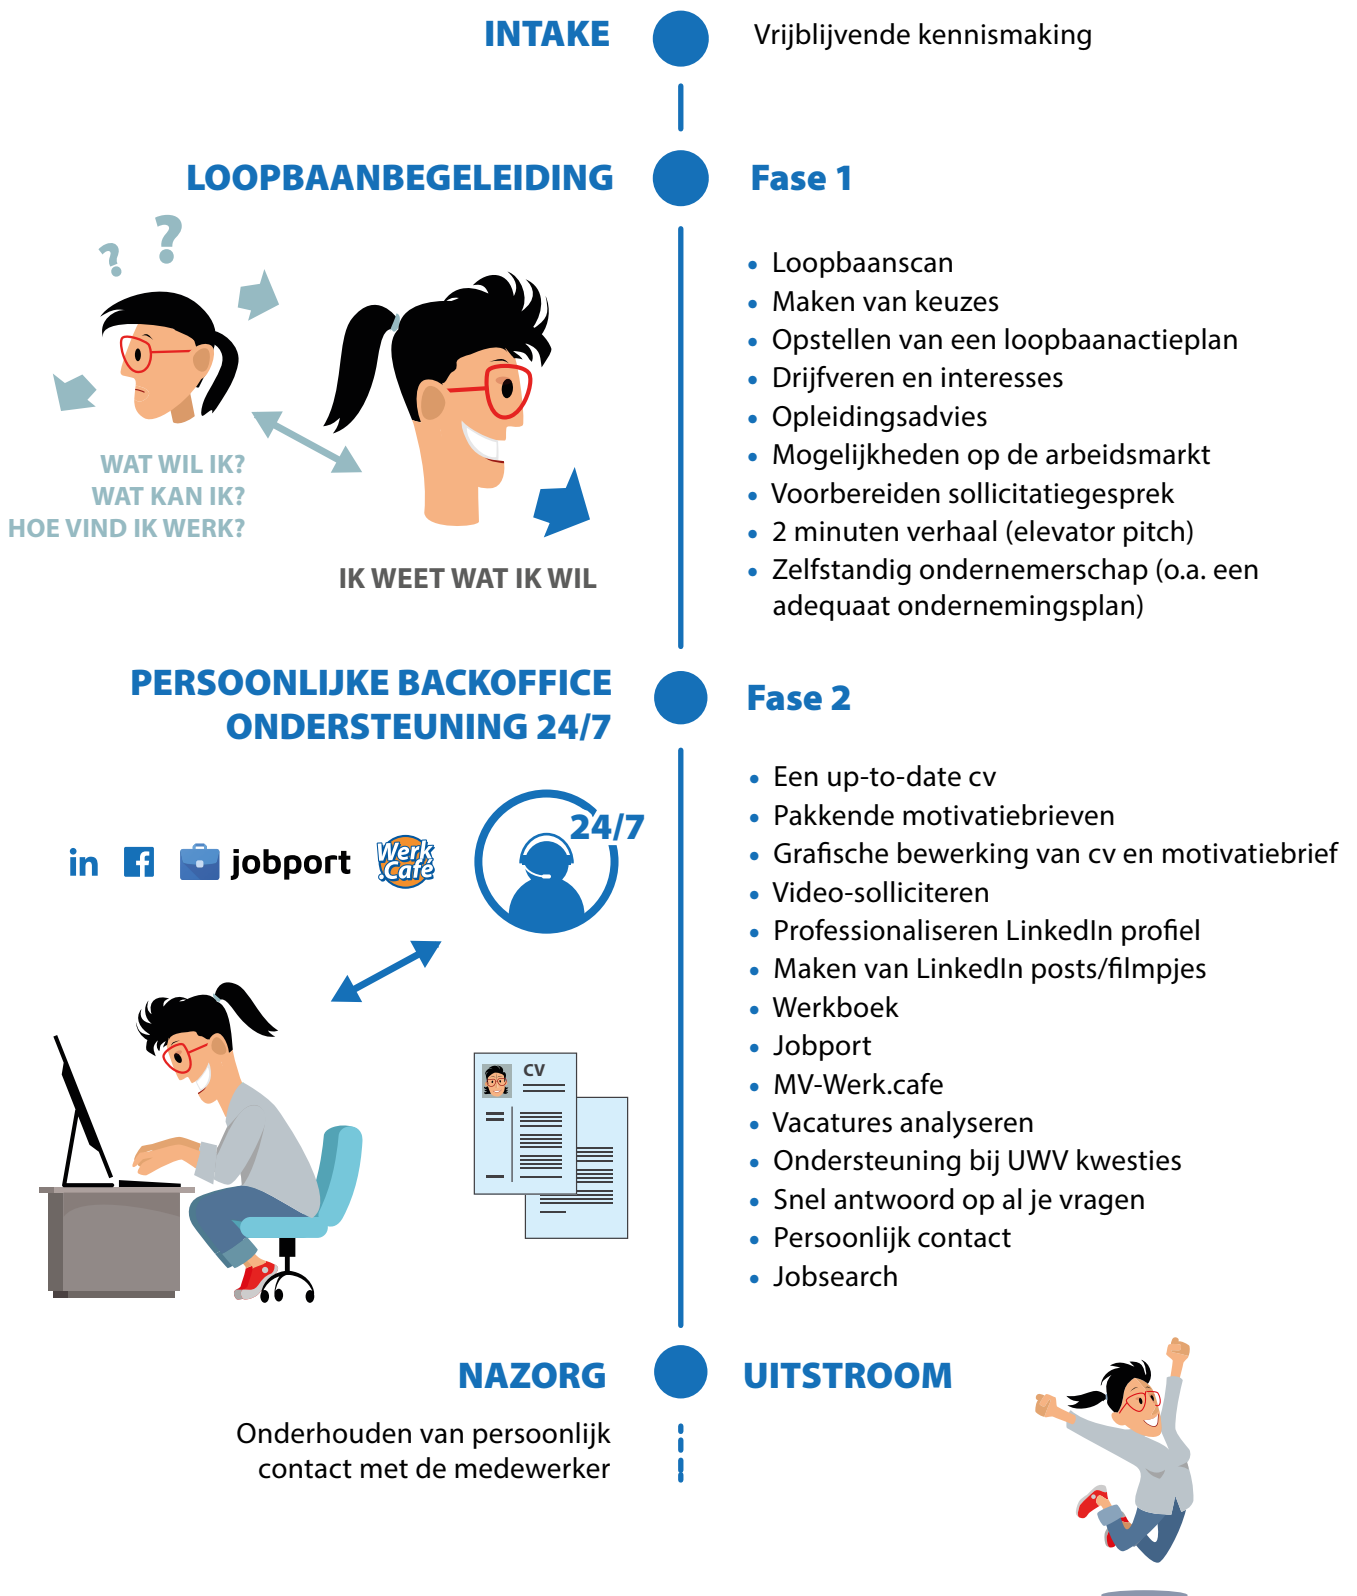 INTAKE
Vrijblijvende kennismaking
LOOPBAANBEGELEIDING
Fase 1
? ?
WAT WIL IK?
WAT KAN IK?
HOE VIND IK WERK?
IK WEET WAT IK WIL
• Loopbaanscan
• Maken van keuzes
• Opstellen van een loopbaanactieplan
• Drijfveren en interesses
• Opleidingsadvies
• Mogelijkheden op de arbeidsmarkt
• Voorbereiden sollicitatiegesprek
• 2 minuten verhaal (elevator pitch)
• Zelfstandig ondernemerschap (o.a. een
adequaat ondernemingsplan)
PERSOONLIJKE BACKOFFICE
ONDERSTEUNING 24/7
Fase 2
in f jobport Werk
.Café
24/7
CV
• Een up-to-date cv
• Pakkende motivatiebrieven
• Grafische bewerking van cv en motivatiebrief
• Video-solliciteren
• Professionaliseren LinkedIn profiel
• Maken van LinkedIn posts/filmpjes
• Werkboek
• Jobport
• MV-Werk.cafe
• Vacatures analyseren
• Ondersteuning bij UWV kwesties
• Snel antwoord op al je vragen
• Persoonlijk contact
• Jobsearch
NAZORG
Onderhouden van persoonlijk
contact met de medewerker
UITSTROOM